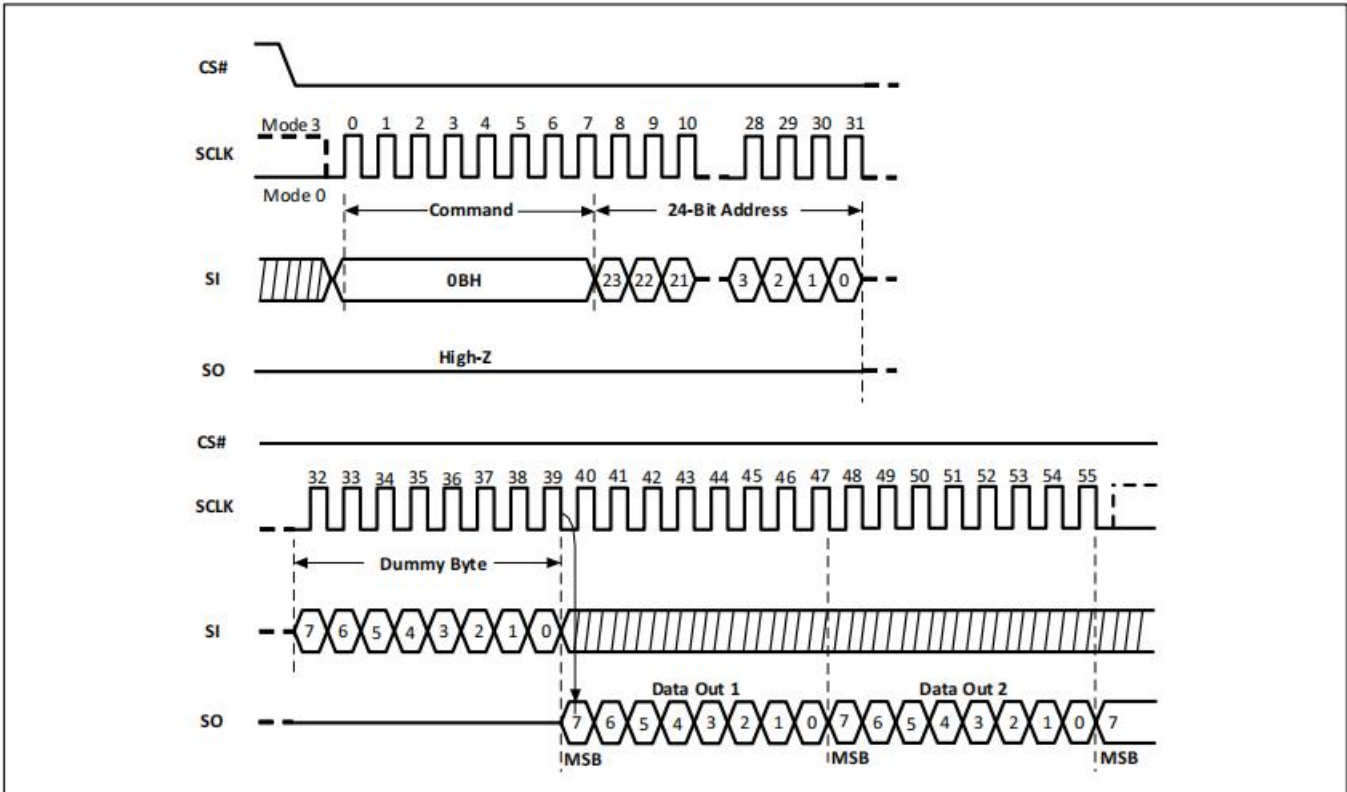 CS#
Mode 3 0 1 2 3 4 5 6 7 8 9 10 28 29 30 31
SCLK
Mode 0
Command 24-Bit Address
SI 0BH 23 22 21 3 2 1 0
High-Z
SO
CS#
32 33 34 35 36 37 38 39 40 41 42 43 44 45 46 47 48 49 50 51 52 53 54 55
SCLK
Dummy Byte
SI 7 6 5 4 3 2 1 0
Data Out 1 Data Out 2
SO 7 6 5 4 3 2 1 0 7 6 5 4 3 2 1 0 7
MSB MSB MSB